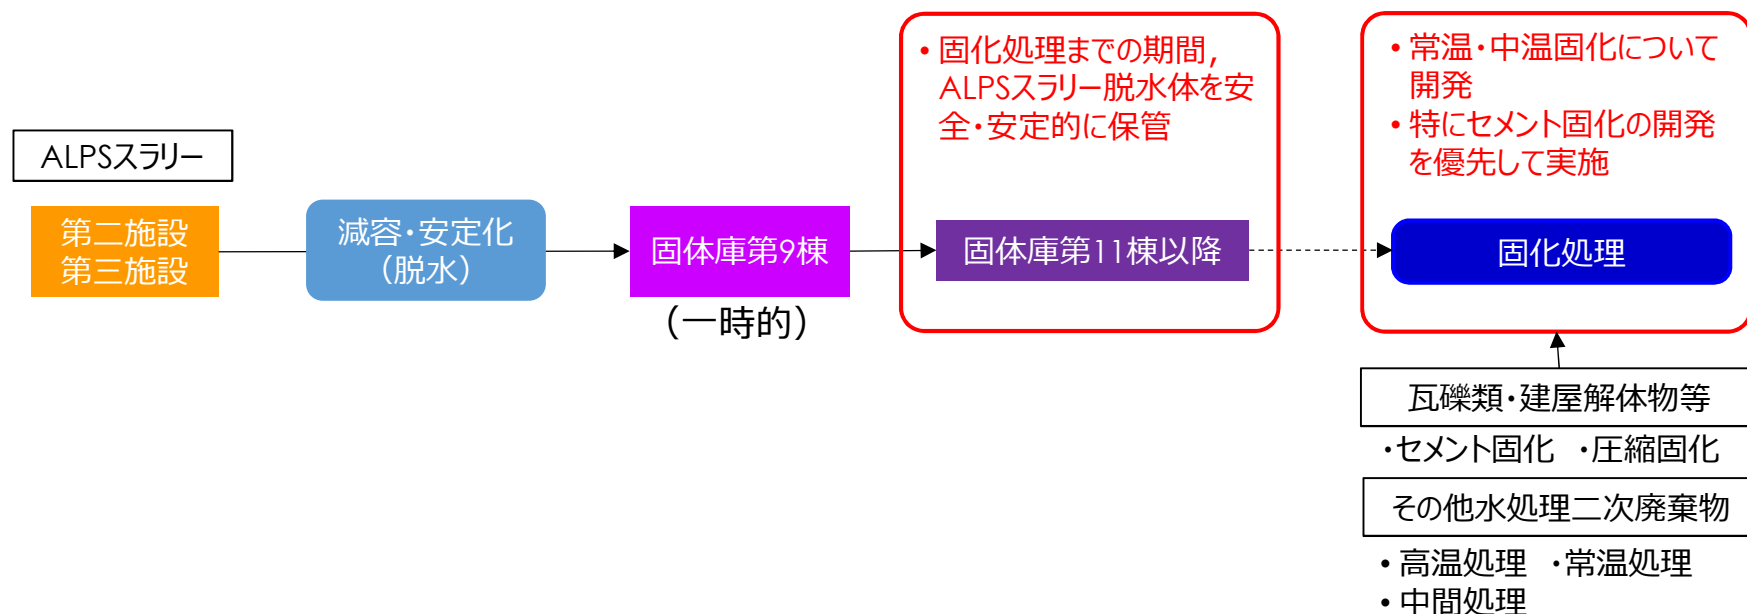 ALPSスラリー
第二施設
第三施設
減容・安定化
（脱水）
固体庫第9棟
（一時的）
• 固化処理までの期間，
ALPSスラリー脱水体を安
全・安定的に保管
固体庫第11棟以降
• 常温・中温固化について
開発
• 特にセメント固化の開発
を優先して実施
固化処理
瓦礫類・建屋解体物等
・セメント固化　・圧縮固化
その他水処理二次廃棄物
• 高温処理　・常温処理
• 中間処理